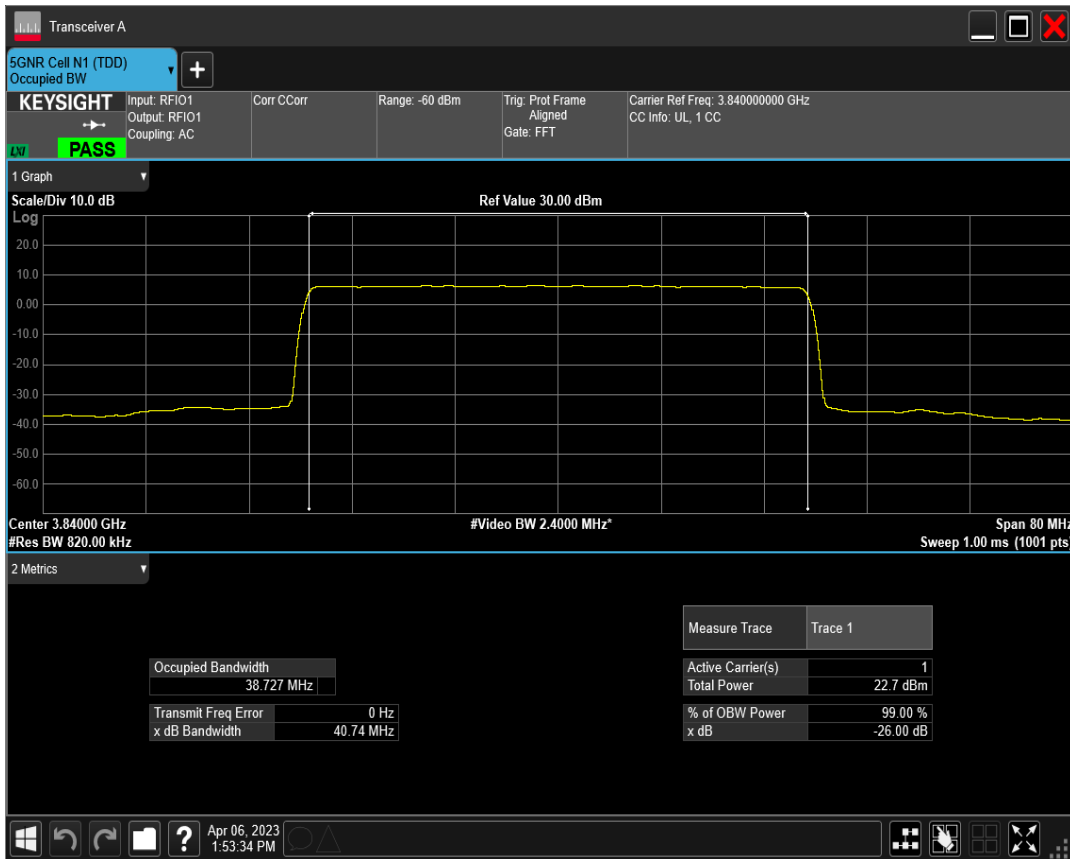 Transceiver A
5GNR Cell N1 (TDD)
Occupied BW
+
KEYSIGHT
LXI
PASS
Input: RFIO1
Output: RFIO1
Coupling: AC
Corr CCorr
Range: -60 dBm
Trig: Prot Frame
Aligned
Gate: FFT
Carrier Ref Freq: 3.840000000 GHz
CC Info: UL, 1 CC
1 Graph
Scale/Div 10.0 dB
Ref Value 30.00 dBm
Log
20.0
10.0
0.00
-10.0
-20.0
-30.0
-40.0
-50.0
-60.0
Center 3.84000 GHz
#Video BW 2.4000 MHz*
Span 80 MHz
#Res BW 820.00 kHz
Sweep 1.00 ms (1001 pts)
2 Metrics
Measure Trace Trace 1
Occupied Bandwidth
38.727 MHz
Active Carrier(s) 1
Total Power 22.7 dBm
Transmit Freq Error 0 Hz
x dB Bandwidth 40.74 MHz
% of OBW Power 99.00 %
x dB -26.00 dB
?
Apr 06, 2023
1:53:34 PM